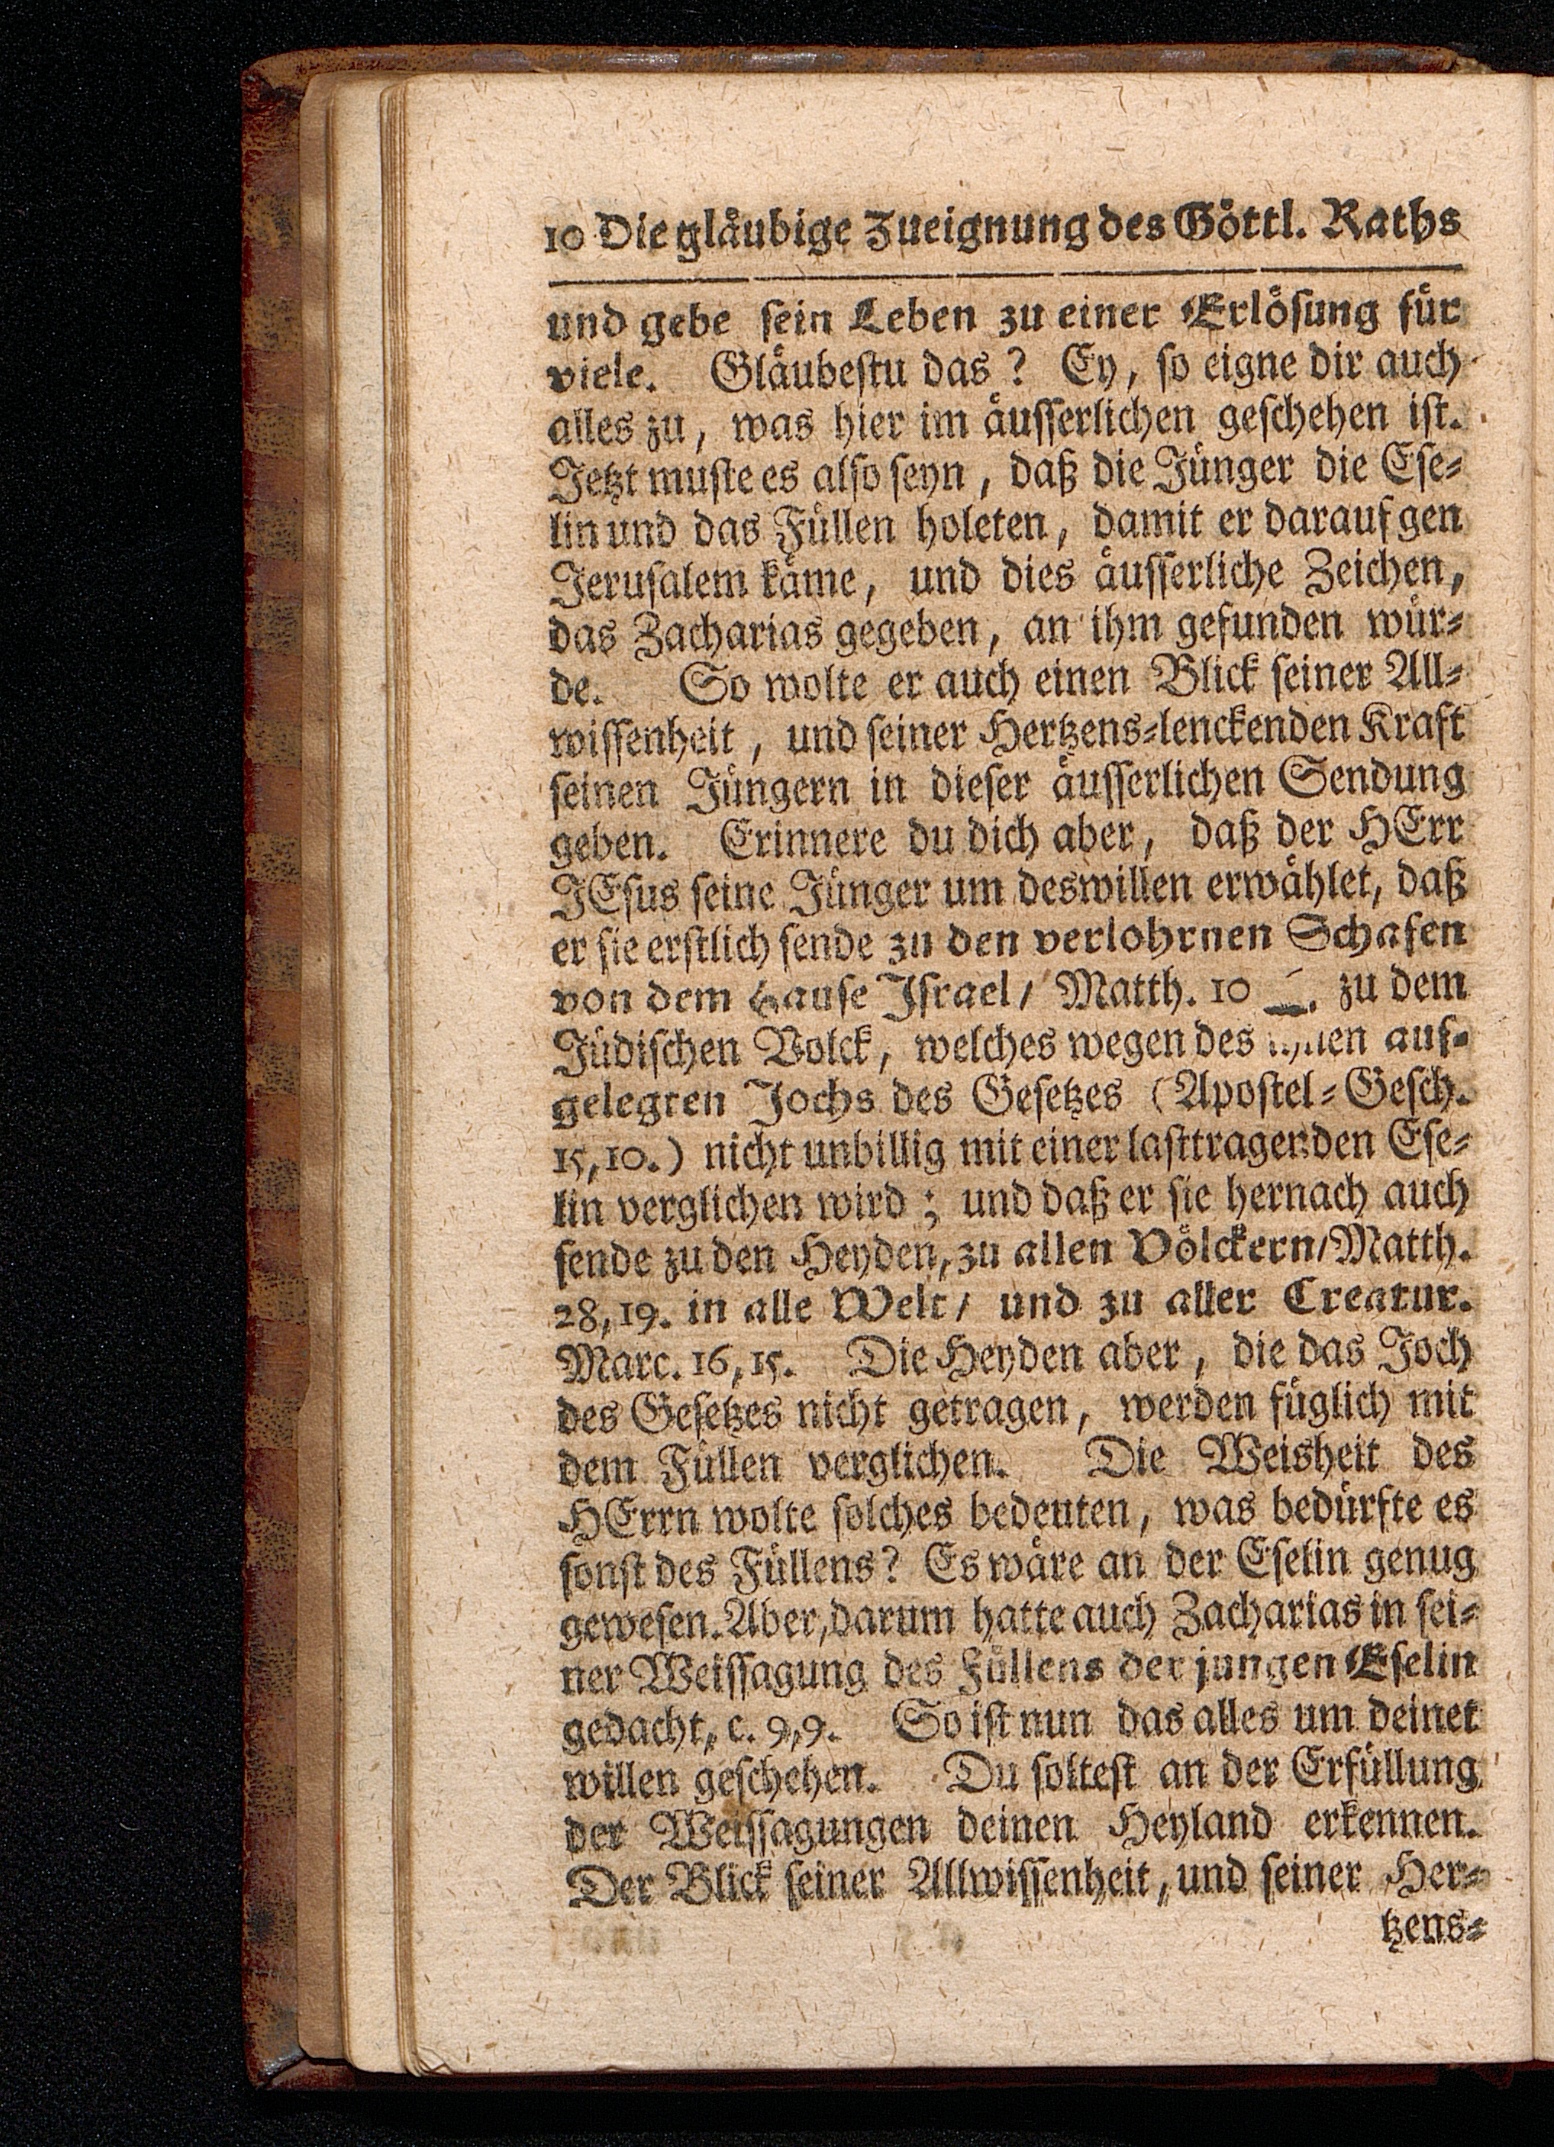 10 Die gläubige Zueignung des Göttl. Raths
und gebe sein Leben zu einer Erlösung für
viele. Gläubestu das? Ey, so eigne dir auch
alles zu, was hier im äusserlichen geschehen ist.
Jetzt muste es also seyn, daß die Jünger die Ese-
lin und das Füllen holeten, damit er darauf gen
Jerusalem käme, und dies äusserliche Zeichen,
das Zacharias gegeben, an ihm gefunden wür-
de. So wolte er auch einen Blick seiner All-
wissenheit, und seiner Hertzens-lenckenden Kraft
seinen Jüngern in dieser äusserlichen Sendung
geben. Erinnere du dich aber, daß der HErr
JEsus seine Jünger um deswillen erwählet, daß
er sie erstlich sende zu den verlohrnen Schafen
von dem Hause Israel/ Matth. 10 zu dem
Jüdischen Volck, welches wegen des ihnen auf-
gelegten Jochs des Gesetzes (Apostel-Gesch.
15,10.) nicht unbillig mit einer lasttragenden Ese-
lin verglichen wird; und daß er sie hernach auch
sende zu den Heyden, zu allen Völckern/ Matth.
28,19. in alle Welt/ und zu aller Creatur.
Marc. 16,15. Die Heyden aber, die das Joch
des Gesetzes nicht getragen, werden füglich mit
dem Füllen verglichen. Die Weisheit des
HErrn wolte solches bedeuten, was bedürfte es
sonst des Füllens? Es wäre an der Eselin genug
gewesen. Aber, darum hatte auch Zacharias in sei-
ner Weissagung des Füllens der jungen Eselin
gedacht, c. 9,9. So ist nun das alles um deinet
willen geschehen. Du soltest an der Erfüllung
der Weissagungen deinen Heyland erkennen.
Der Blick seiner Allwissenheit, und seiner Her-
tzens-